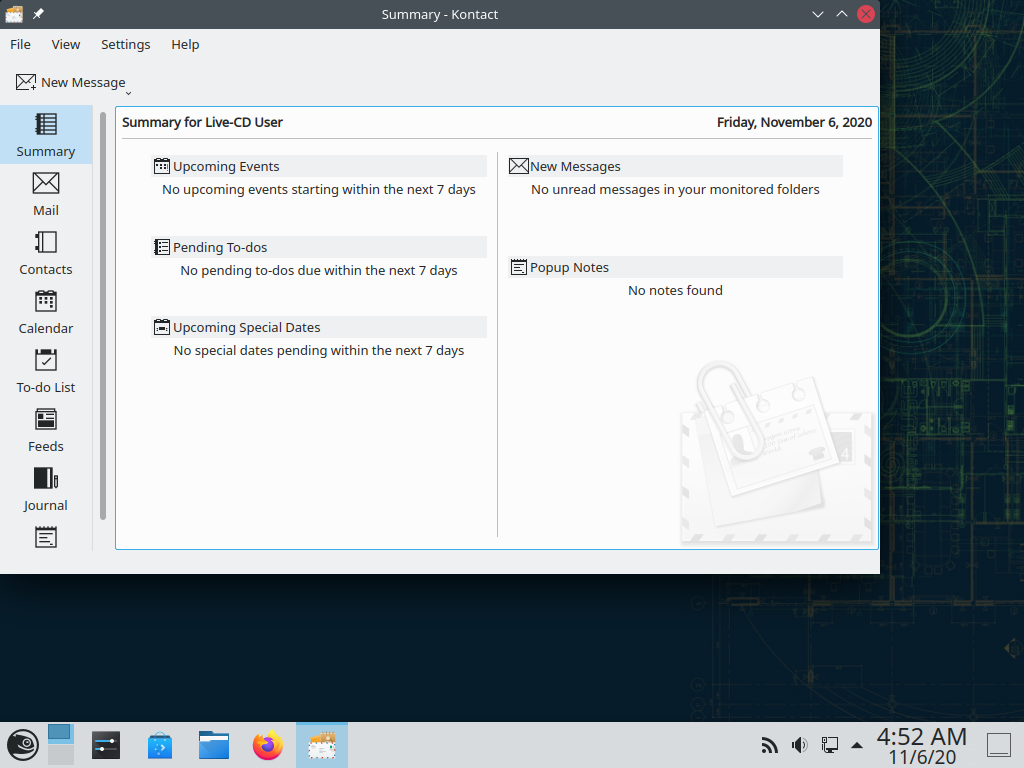 Summary - Kontact
File View Settings Help
New Message
Summary
Mail
Contacts
Calendar
To-do List
Feeds
Journal
Summary for Live-CD User
Friday, November 6, 2020
Upcoming Events
No upcoming events starting within the next 7 days
Pending To-dos
No pending to-dos due within the next 7 days
Upcoming Special Dates
No special dates pending within the next 7 days
New Messages
No unread messages in your monitored folders
Popup Notes
No notes found
4
4:52 AM
11/6/20